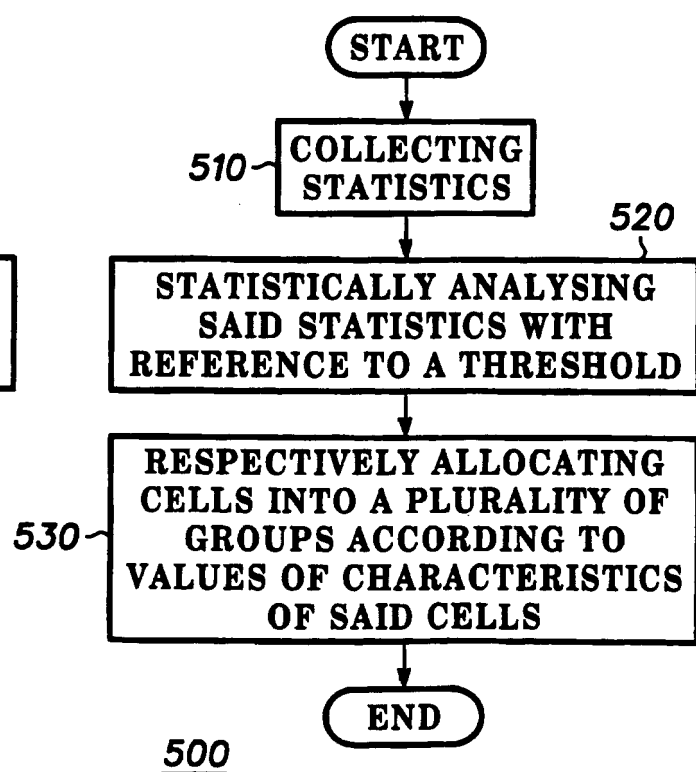 START
510
COLLECTING
STATISTICS
520
STATISTICALLY ANALYSING
SAID STATISTICS WITH
REFERENCE TO A THRESHOLD
530
RESPECTIVELY ALLOCATING
CELLS INTO A PLURALITY OF
GROUPS ACCORDING TO
VALUES OF CHARACTERISTICS
OF SAID CELLS
END
500